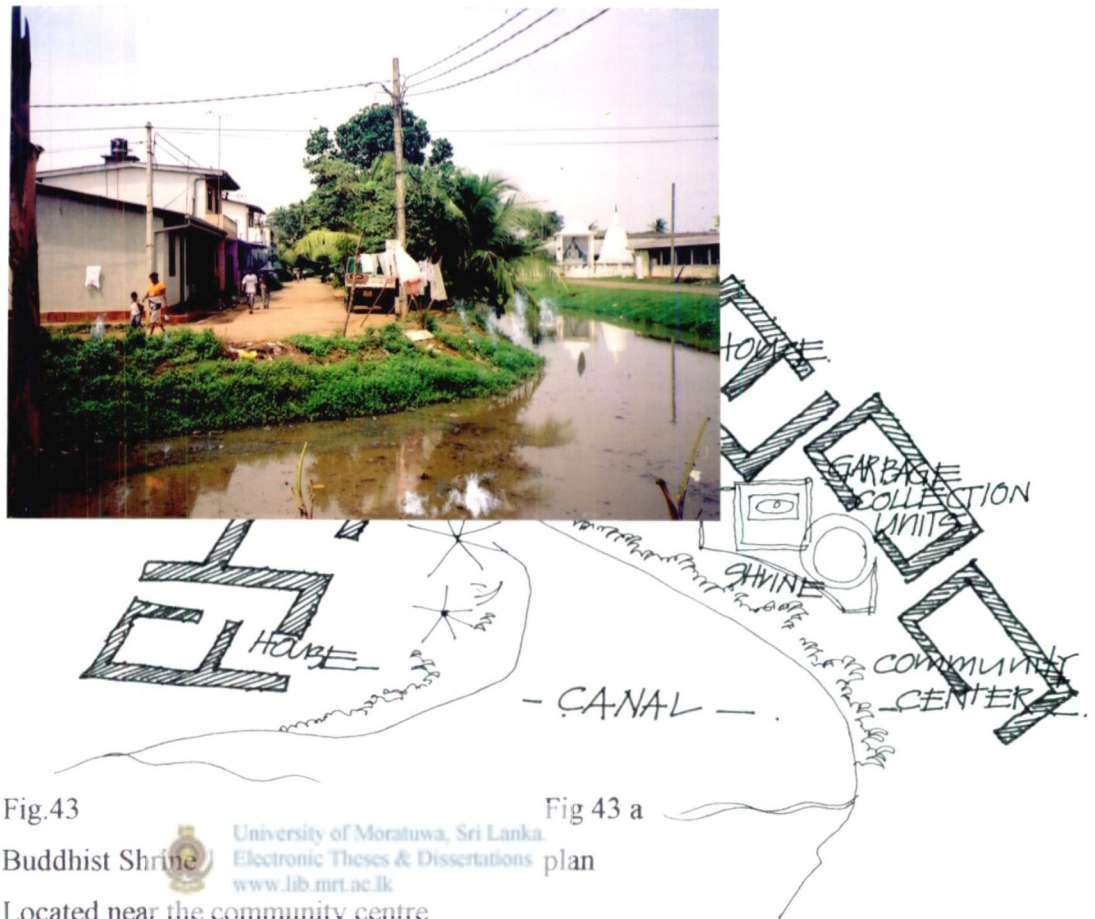 HOUSE.
GARBAGE
COLLECTION
UNITS
SHRINE
HOUSE
COMMUNITY
CENTER
- CANAL - .
Fig.43
Fig 43 a
University of Moratuwa, Sri Lanka.
Electronic Theses & Dissertations
www.lib.mrt.ac.lk
Buddhist Shrine
plan
Located near the community centre